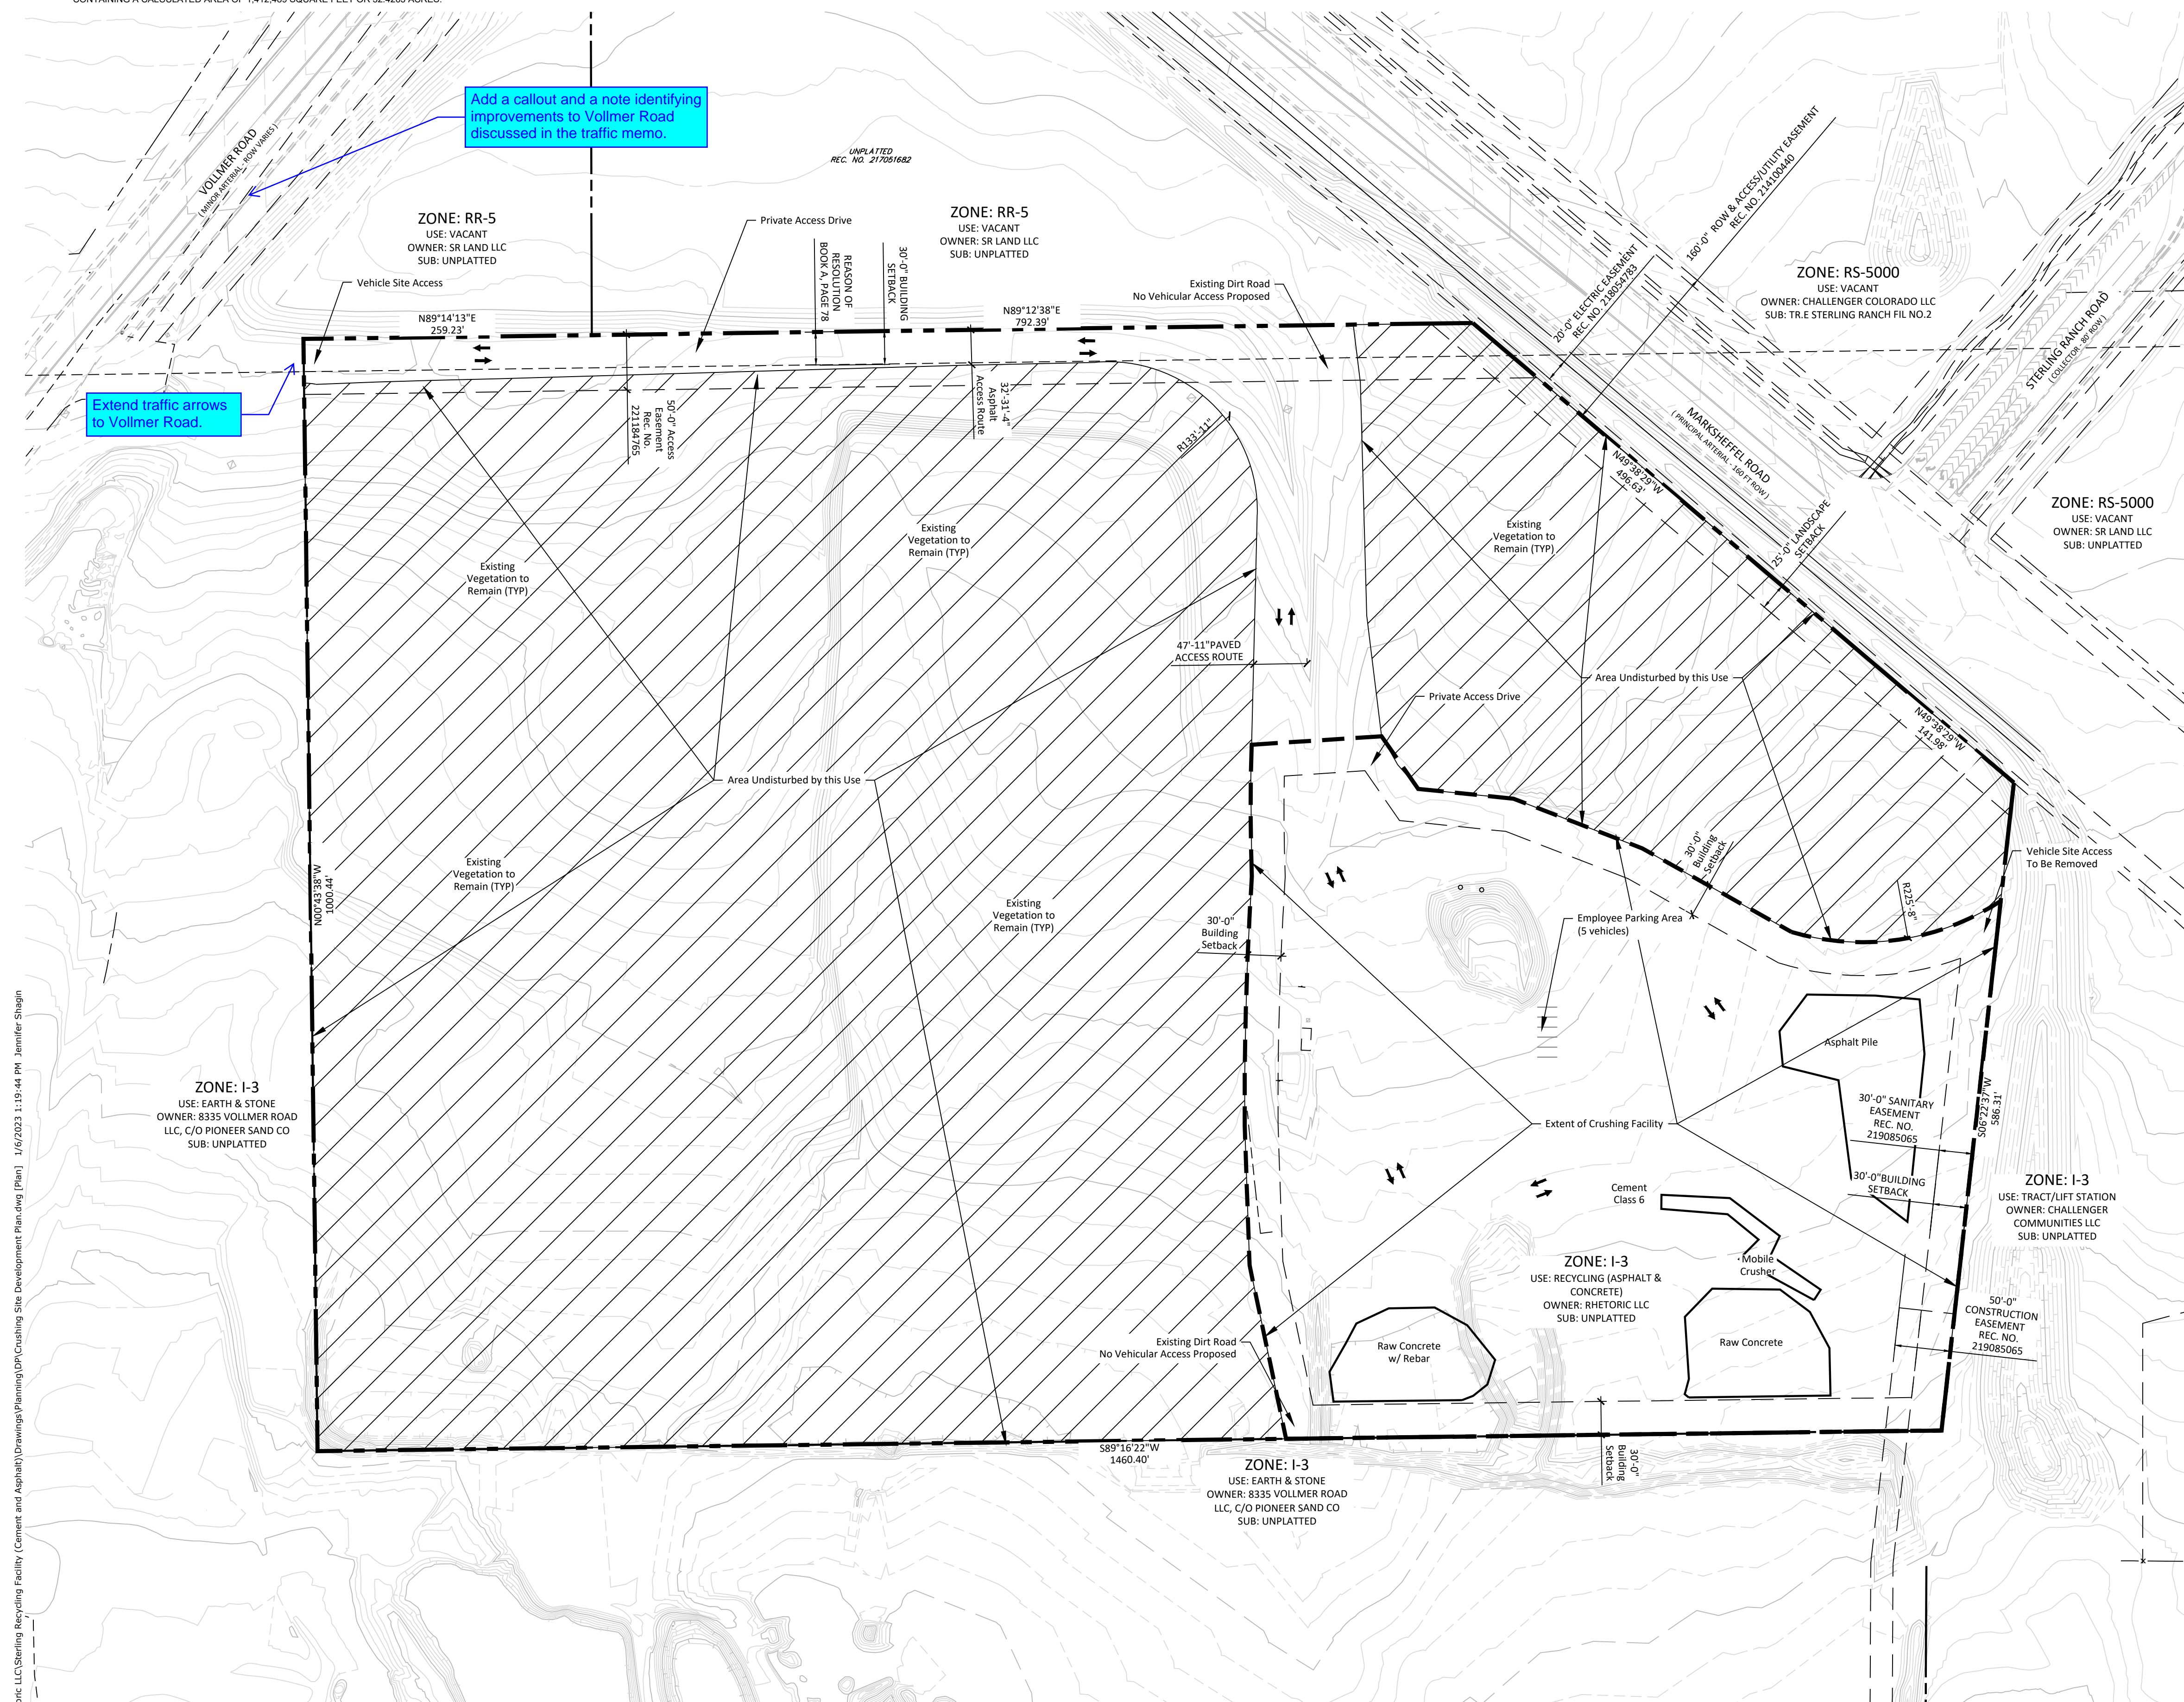 Add a callout and a note identifying
improvements to Vollmer Road
discussed in the traffic memo.
VOLLMER ROAD
( MINOR ARTERIAL - ROW VARIES )
UNPLATTED
REC. NO. 217051682
ZONE: RR-5
USE: VACANT
OWNER: SR LAND LLC
SUB: UNPLATTED
Private Access Drive
ZONE: RR-5
USE: VACANT
OWNER: SR LAND LLC
SUB: UNPLATTED
REASON OF
RESOLUTION
BOOK A, PAGE 78
30'-0" BUILDING
SETBACK
Vehicle Site Access
Existing Dirt Road
No Vehicular Access Proposed
N89°14'13"E
259.23'
N89°12'38"E
792.39'
20'-0" ELECTRIC EASEMENT
REC. NO. 218054783
160'-0" ROW & ACCESS/UTILITY EASEMENT
REC. NO. 214100440
ZONE: RS-5000
USE: VACANT
OWNER: CHALLENGER COLORADO LLC
SUB: TR.E STERLING RANCH FIL NO.2
STERLING RANCH ROAD
( COLLECTOR - 80 ROW )
Extend traffic arrows
to Vollmer Road.
50'-0" Access
Easement
Rec. No.
221184765
32'-31-4"
Asphalt
Access Route
R133'-11"
MARKSHEFFEL ROAD
( PRINCIPAL ARTERIAL - 160 FT ROW )
N49°38'29"W
496.63'
25'-0" LANDSCAPE
SETBACK
ZONE: RS-5000
USE: VACANT
OWNER: SR LAND LLC
SUB: UNPLATTED
Existing
Vegetation to
Remain (TYP)
Existing
Vegetation to
Remain (TYP)
Existing
Vegetation to
Remain (TYP)
47'-11"PAVED
ACCESS ROUTE
Area Undisturbed by this Use
Private Access Drive
N49°38'29"W
141.98'
Area Undisturbed by this Use
30'-0"
Building
Setback
Vehicle Site Access
To Be Removed
R225'-8"
N00°43'38"W
1000.44'
Existing
Vegetation to
Remain (TYP)
Existing
Vegetation to
Remain (TYP)
30'-0"
Building
Setback
Employee Parking Area
(5 vehicles)
Asphalt Pile
30'-0" SANITARY
EASEMENT
REC. NO.
219085065
S06°22'37"W
586.31'
ZONE: I-3
USE: EARTH & STONE
OWNER: 8335 VOLLMER ROAD
LLC, C/O PIONEER SAND CO
SUB: UNPLATTED
Extent of Crushing Facility
30'-0"BUILDING
SETBACK
Cement
Class 6
Mobile
Crusher
ZONE: I-3
USE: TRACT/LIFT STATION
OWNER: CHALLENGER
COMMUNITIES LLC
SUB: UNPLATTED
ZONE: I-3
USE: RECYCLING (ASPHALT &
CONCRETE)
OWNER: RHETORIC LLC
SUB: UNPLATTED
50'-0"
CONSTRUCTION
EASEMENT
REC. NO.
219085065
Existing Dirt Road
No Vehicular Access Proposed
Raw Concrete
w/ Rebar
Raw Concrete
S89°16'22"W
1460.40'
30'-0"
Building
Setback
ZONE: I-3
USE: EARTH & STONE
OWNER: 8335 VOLLMER ROAD
LLC, C/O PIONEER SAND CO
SUB: UNPLATTED
LLC\Sterling Recycling Facility (Cement and Asphalt)\Drawings\Planning\DP\Crushing Site Development Plan.dwg [Plan] 1/6/2023 1:19:44 PM Jennifer Shagin